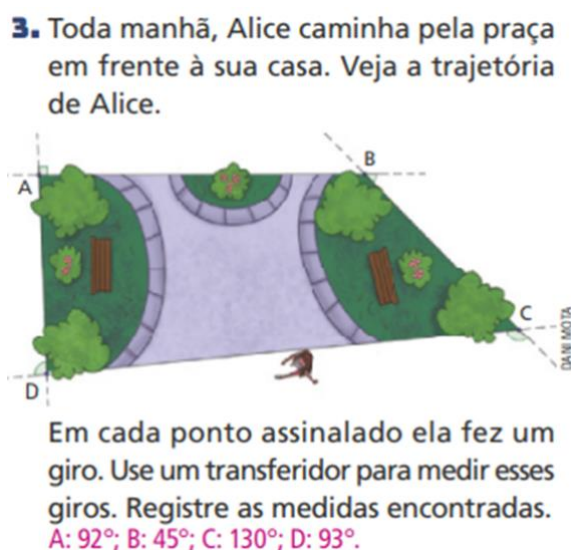 3. Toda manhã, Alice caminha pela praça
em frente à sua casa. Veja a trajetória
de Alice.
B
A
C
DANI MOTA
D
Em cada ponto assinalado ela fez um
giro. Use um transferidor para medir esses
giros. Registre as medidas encontradas.
A: 92°; B: 45°; C: 130°; D: 93°.